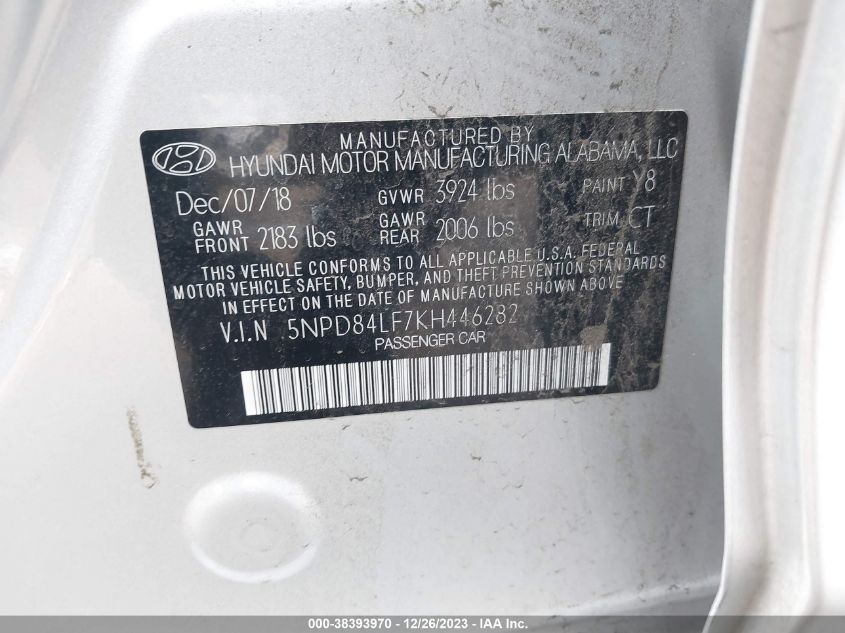 MANUFACTURED BY
HYUNDAI MOTOR MANUFACTURING ALABAMA, LLC
Dec/07/18 GVWR 3924 lbs PAINT Y8
GAWR FRONT 2183 lbs GAWR REAR 2006 lbs TRIM CT
THIS VEHICLE CONFORMS TO ALL APPLICABLE U.S.A. FEDERAL
MOTOR VEHICLE SAFETY, BUMPER, AND THEFT PREVENTION STANDARDS
IN EFFECT ON THE DATE OF MANUFACTURE SHOWN ABOVE
V.I.N 5NPD84LF7KH446282
PASSENGER CAR
000-38393970 - 12/26/2023 - IAA Inc.